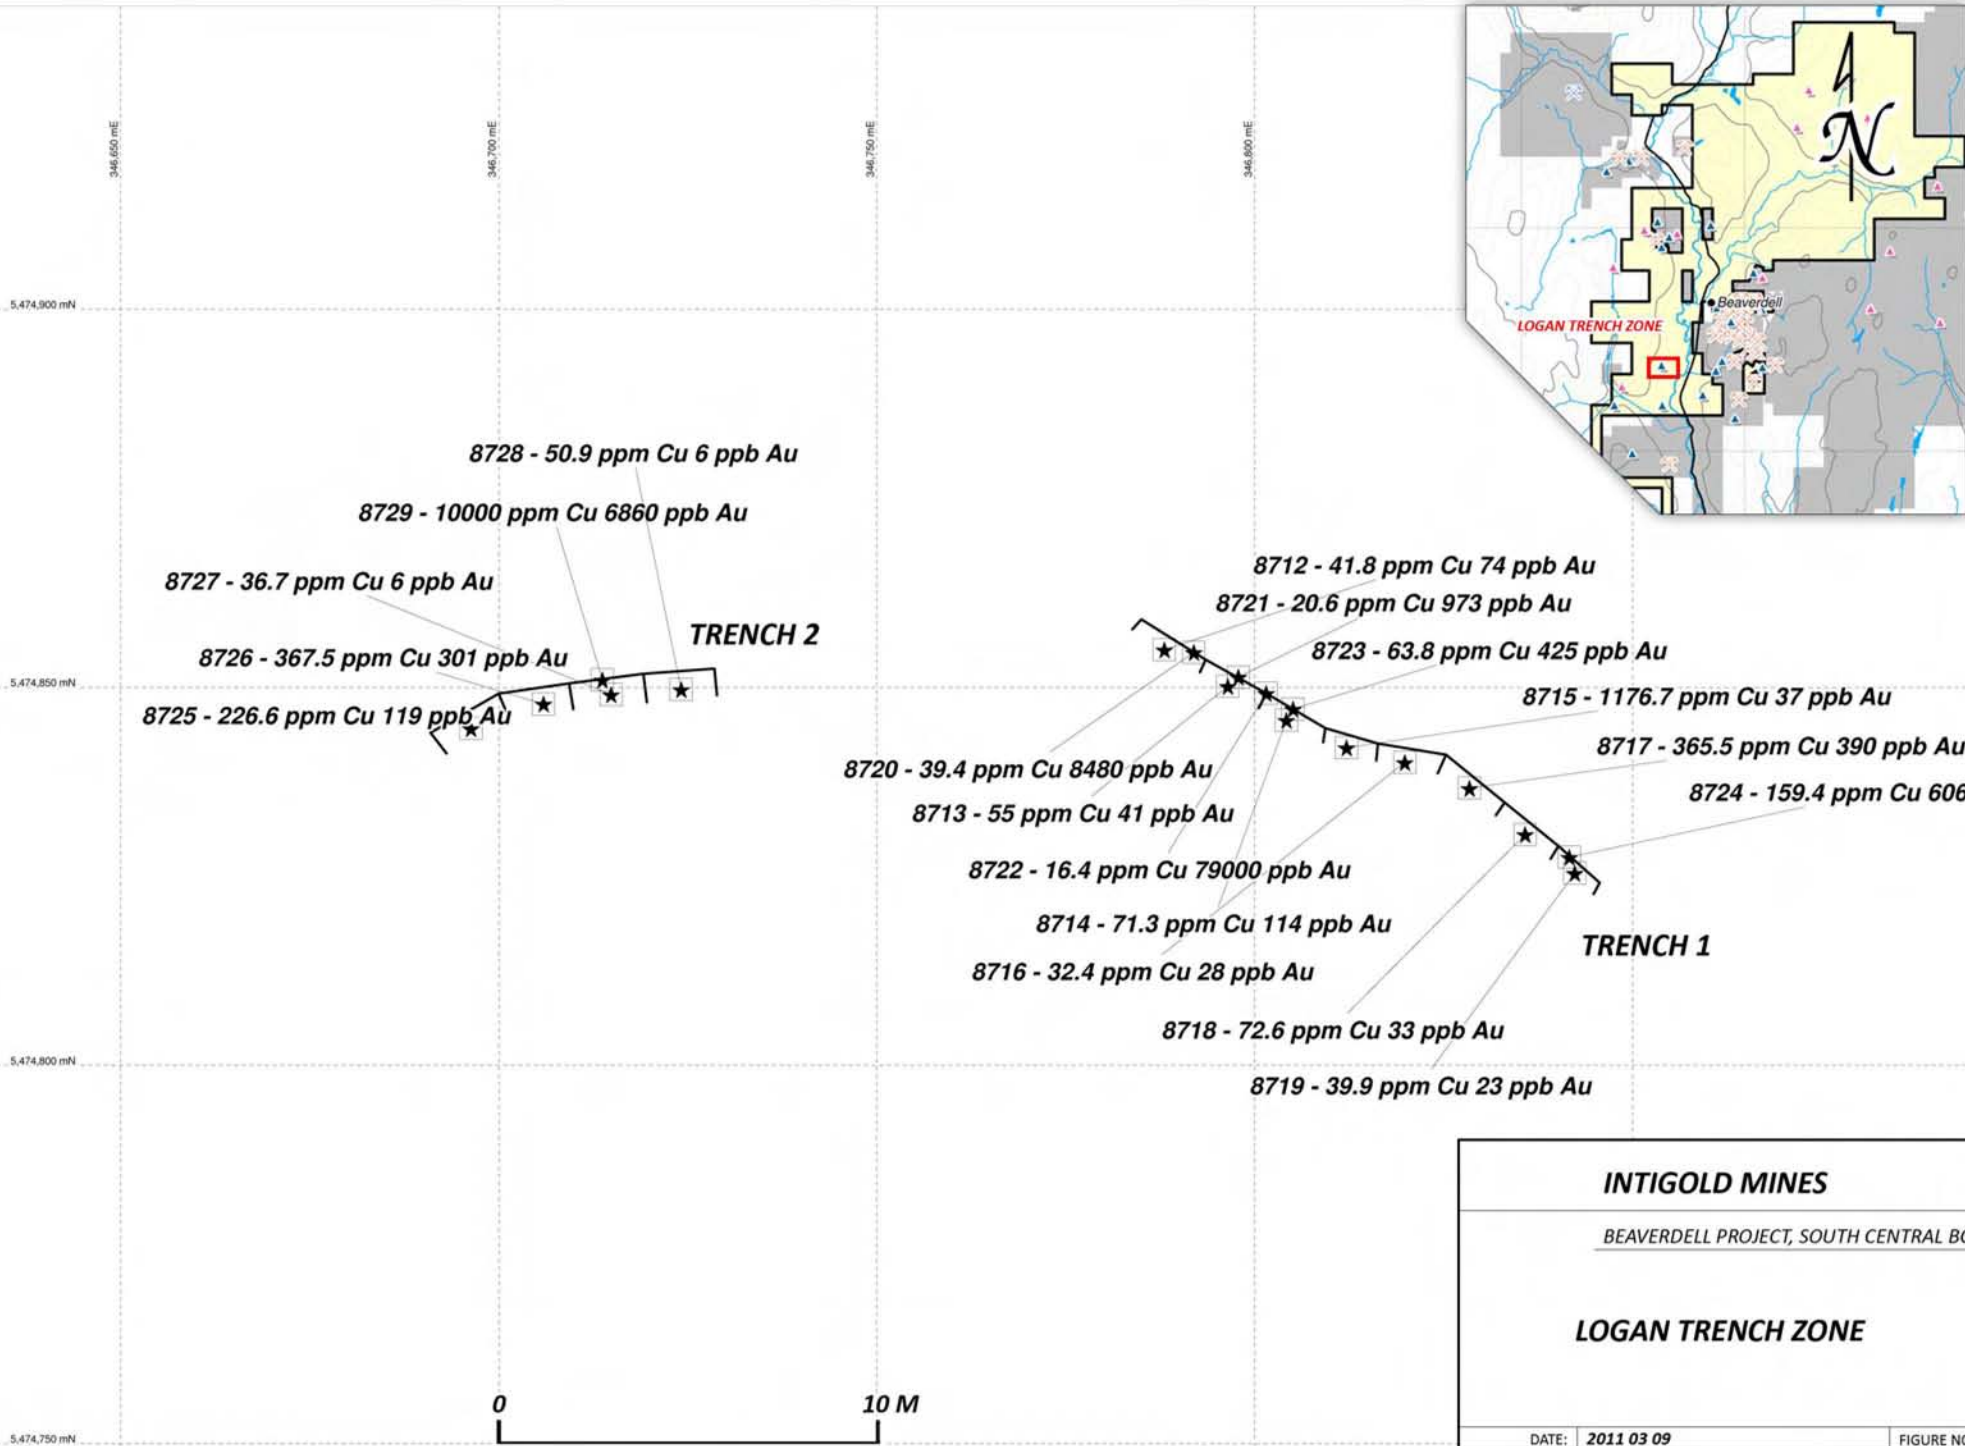 346,650 mE
346,700 mE
346,750 mE
346,800 mE
N
Beaverdell
LOGAN TRENCH ZONE
5,474,900 mN
8728 - 50.9 ppm Cu 6 ppb Au
8729 - 10000 ppm Cu 6860 ppb Au
8727 - 36.7 ppm Cu 6 ppb Au
TRENCH 2
8726 - 367.5 ppm Cu 301 ppb Au
5,474,850 mN
8725 - 226.6 ppm Cu 119 ppb Au
8712 - 41.8 ppm Cu 74 ppb Au
8721 - 20.6 ppm Cu 973 ppb Au
8723 - 63.8 ppm Cu 425 ppb Au
8715 - 1176.7 ppm Cu 37 ppb Au
8717 - 365.5 ppm Cu 390 ppb Au
8724 - 159.4 ppm Cu 606
8720 - 39.4 ppm Cu 8480 ppb Au
8713 - 55 ppm Cu 41 ppb Au
8722 - 16.4 ppm Cu 79000 ppb Au
8714 - 71.3 ppm Cu 114 ppb Au
8716 - 32.4 ppm Cu 28 ppb Au
TRENCH 1
8718 - 72.6 ppm Cu 33 ppb Au
8719 - 39.9 ppm Cu 23 ppb Au
5,474,800 mN
INTIGOLD MINES
BEAVERDELL PROJECT, SOUTH CENTRAL BC
LOGAN TRENCH ZONE
0 10 M
5,474,750 mN
DATE: 2011 03 09 FIGURE NO